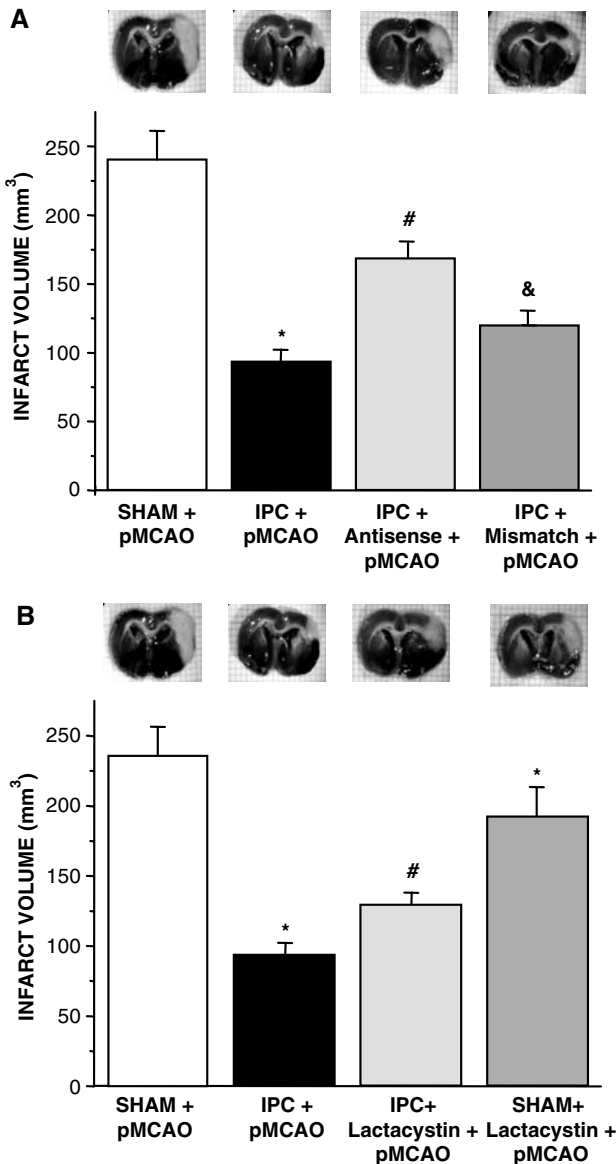 A
INFARCT VOLUME (mm³)
250
200
150
100
50
0
*
#
&
SHAM +
pMCAO
IPC +
pMCAO
IPC +
Antisense +
pMCAO
IPC +
Mismatch +
pMCAO
B
INFARCT VOLUME (mm³)
250
200
150
100
50
0
*
#
*
SHAM +
pMCAO
IPC +
pMCAO
IPC+
Lactacystin +
pMCAO
SHAM+
Lactacystin +
pMCAO